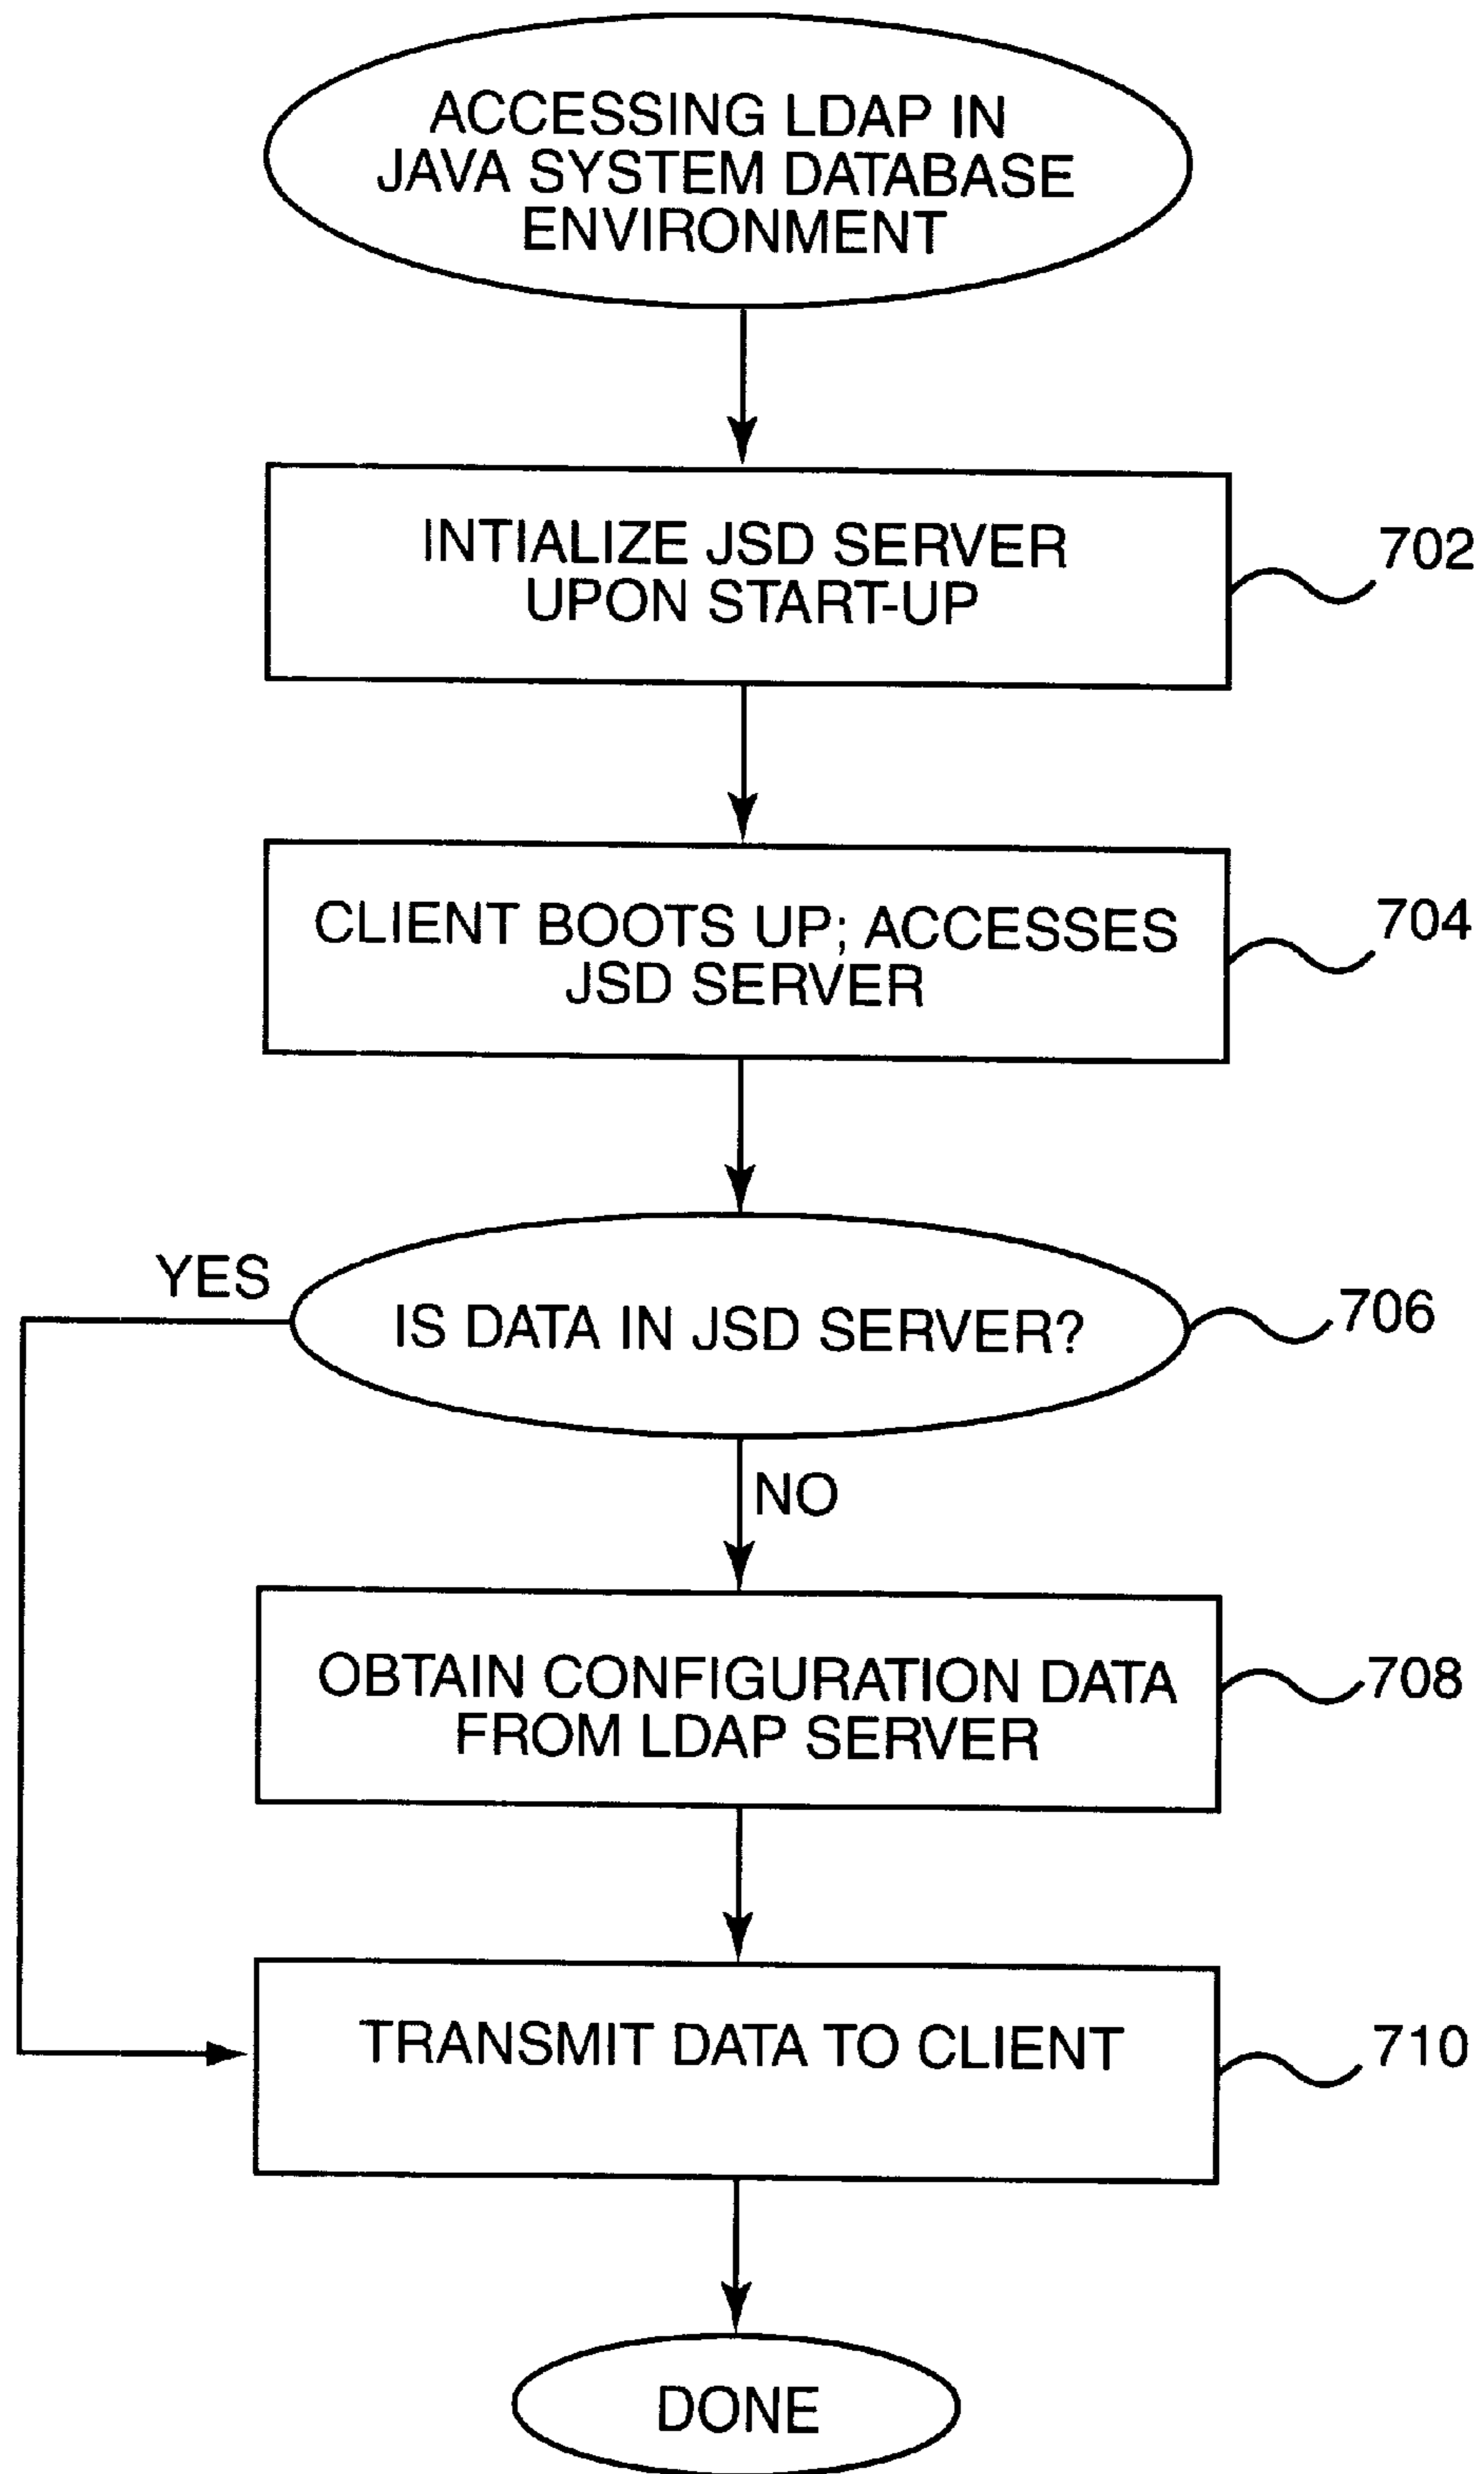 ACCESSING LDAP IN
JAVA SYSTEM DATABASE
ENVIRONMENT
INTIALIZE JSD SERVER
UPON START-UP
702
CLIENT BOOTS UP; ACCESSES
JSD SERVER
704
YES
IS DATA IN JSD SERVER?
706
NO
OBTAIN CONFIGURATION DATA
FROM LDAP SERVER
708
TRANSMIT DATA TO CLIENT
710
DONE